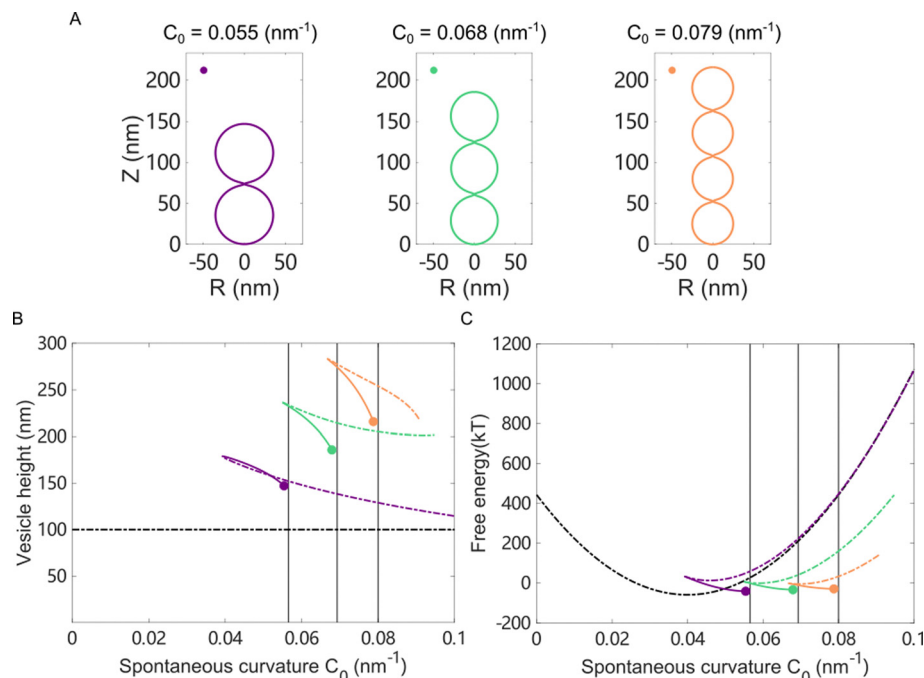 A
C₀ = 0.055 (nm⁻¹)
C₀ = 0.068 (nm⁻¹)
C₀ = 0.079 (nm⁻¹)
Z (nm)
200
150
100
50
0
-50 0 50
R (nm)
200
150
100
50
0
-50 0 50
R (nm)
200
150
100
50
0
-50 0 50
R (nm)
B
Vesicle height (nm)
300
250
200
150
100
50
0 0.02 0.04 0.06 0.08 0.1
Spontaneous curvature C₀ (nm⁻¹)
C
Free energy(kT)
1200
1000
800
600
400
200
0
-200
0 0.02 0.04 0.06 0.08 0.1
Spontaneous curvature C₀ (nm⁻¹)